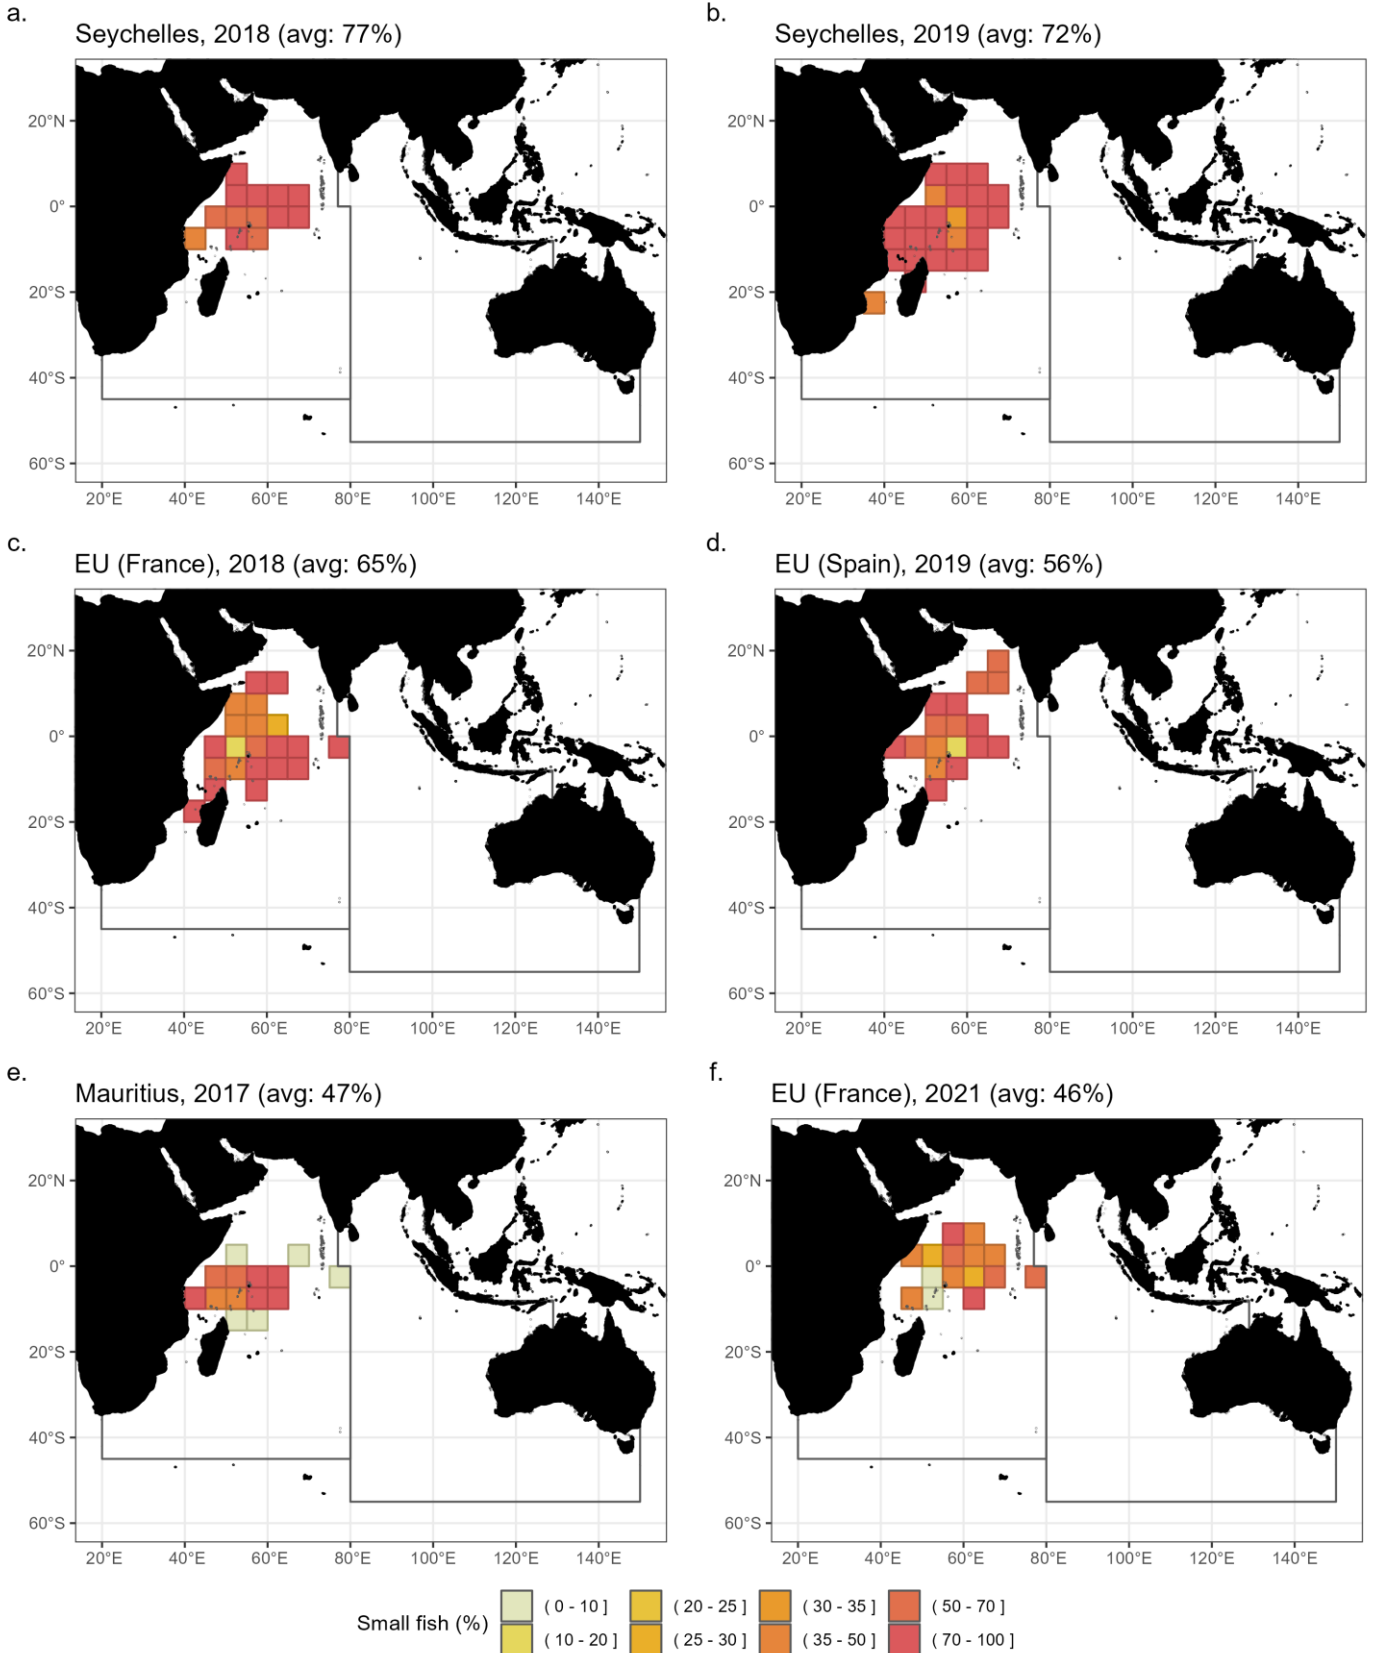 a.
Seychelles, 2018 (avg: 77%)
20°N
0°
20°S
40°S
60°S
20°E 40°E 60°E 80°E 100°E 120°E 140°E
b.
Seychelles, 2019 (avg: 72%)
20°N
0°
20°S
40°S
60°S
20°E 40°E 60°E 80°E 100°E 120°E 140°E
c.
EU (France), 2018 (avg: 65%)
20°N
0°
20°S
40°S
60°S
20°E 40°E 60°E 80°E 100°E 120°E 140°E
d.
EU (Spain), 2019 (avg: 56%)
20°N
0°
20°S
40°S
60°S
20°E 40°E 60°E 80°E 100°E 120°E 140°E
e.
Mauritius, 2017 (avg: 47%)
20°N
0°
20°S
40°S
60°S
20°E 40°E 60°E 80°E 100°E 120°E 140°E
f.
EU (France), 2021 (avg: 46%)
20°N
0°
20°S
40°S
60°S
20°E 40°E 60°E 80°E 100°E 120°E 140°E
Small fish (%)
( 0 - 10 ] ( 20 - 25 ] ( 30 - 35 ] ( 50 - 70 ]
( 10 - 20 ] ( 25 - 30 ] ( 35 - 50 ] ( 70 - 100 ]